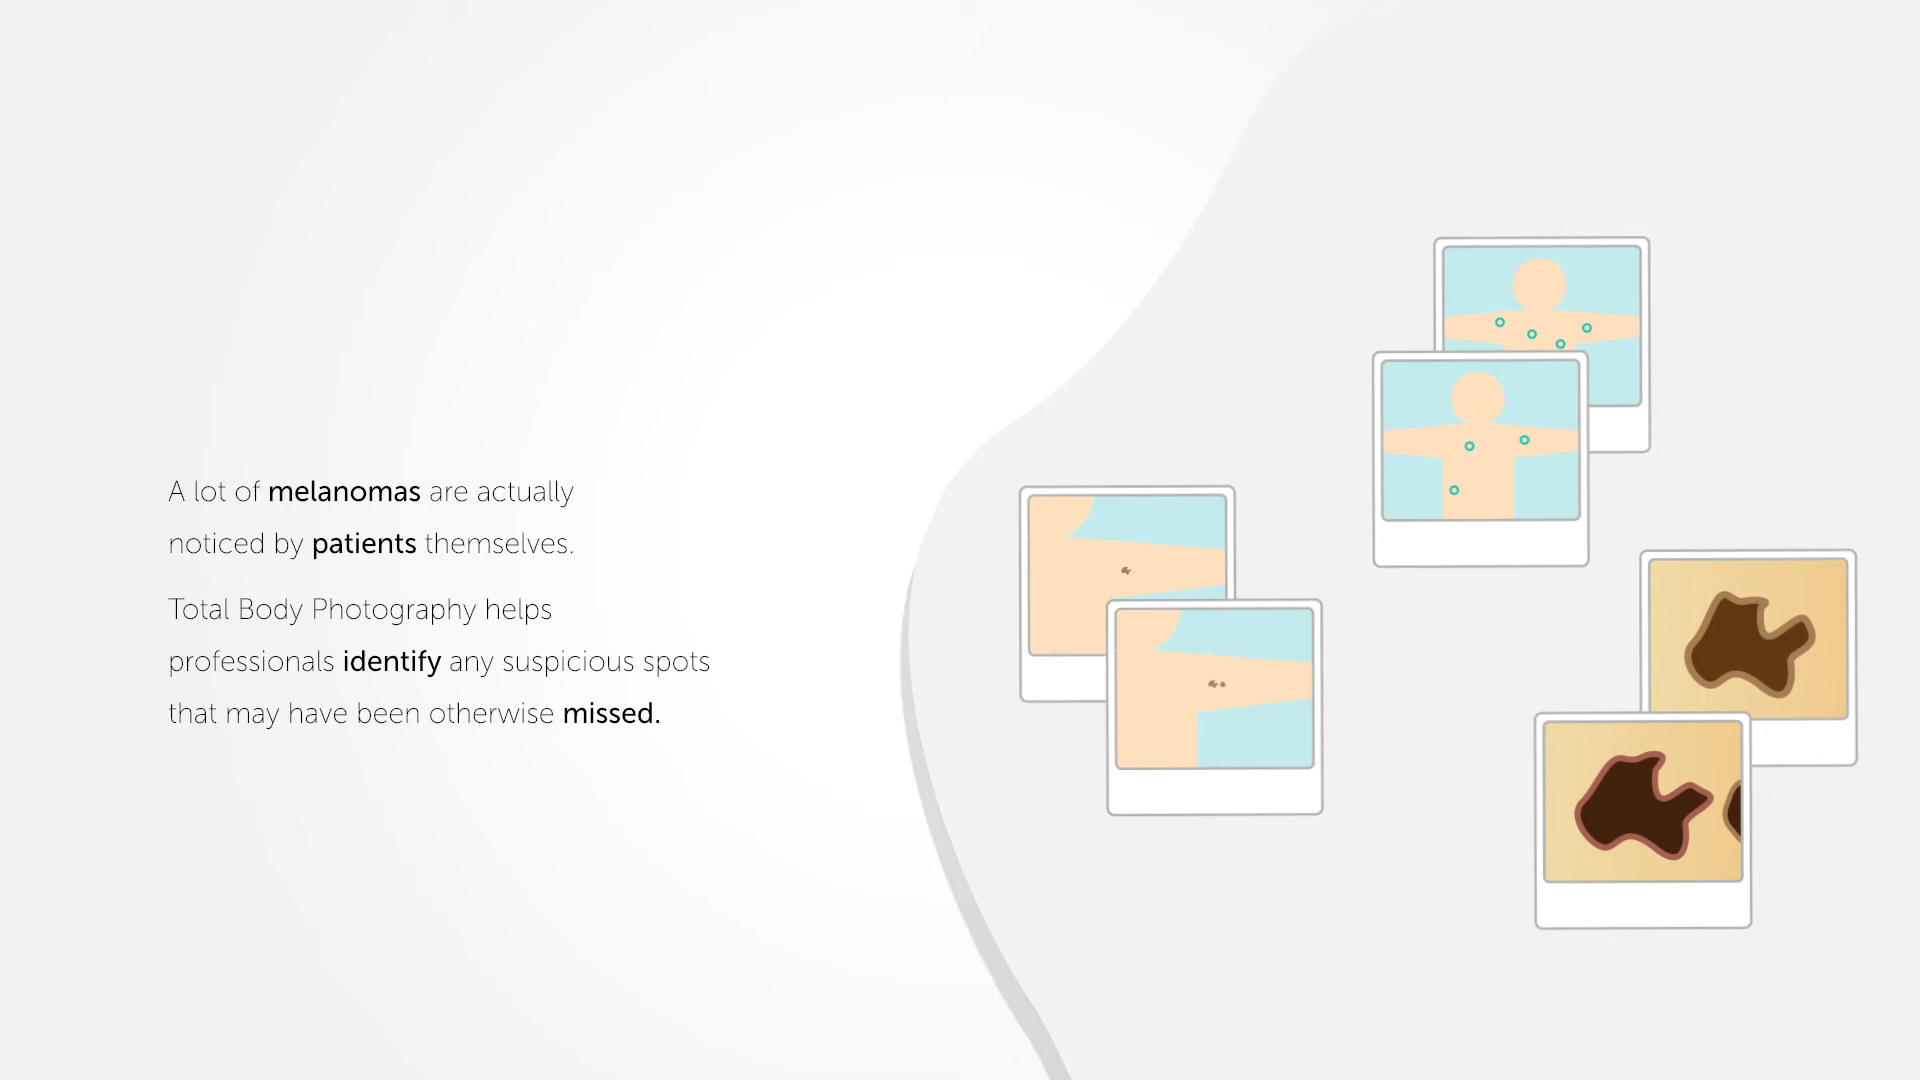 A lot of melanomas are actually
noticed by patients themselves.
Total Body Photography helps
professionals identify any suspicious spots
that may have been otherwise missed.